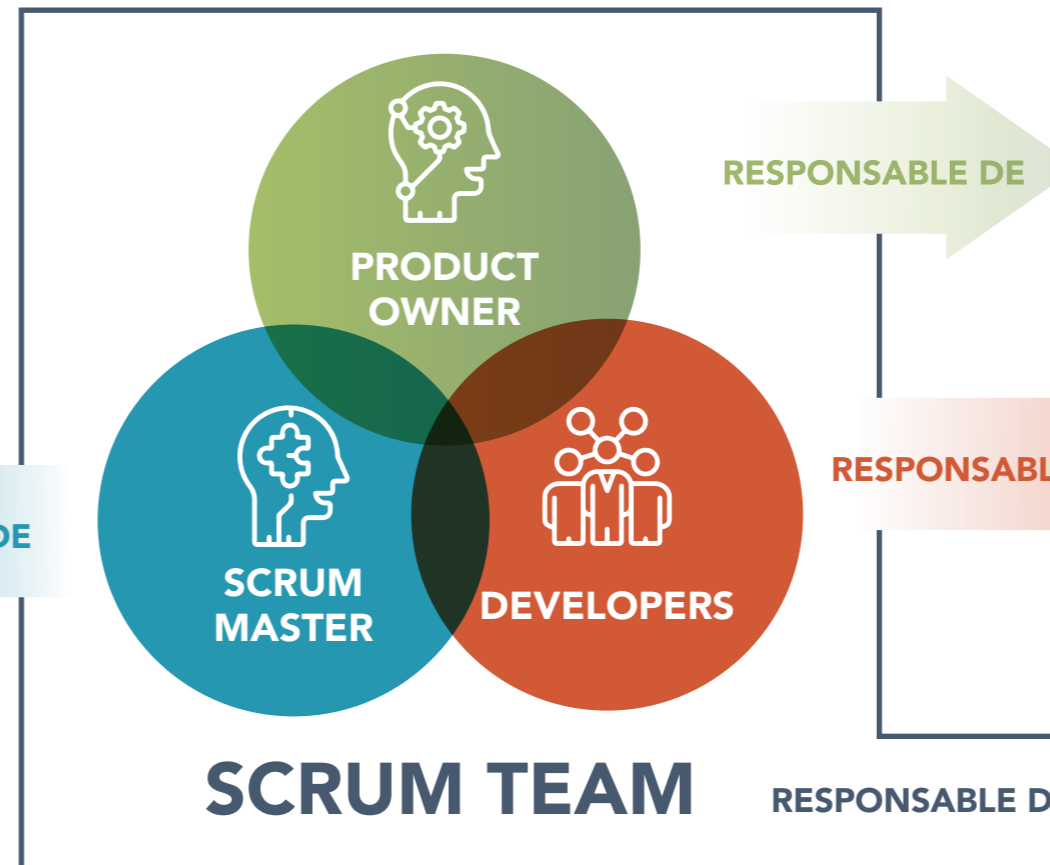 RESPONSABLE DE
PRODUCT
OWNER
RESPONSABL
DE
SCRUM
MASTER
DEVELOPERS
SCRUM TEAM
RESPONSABLE D